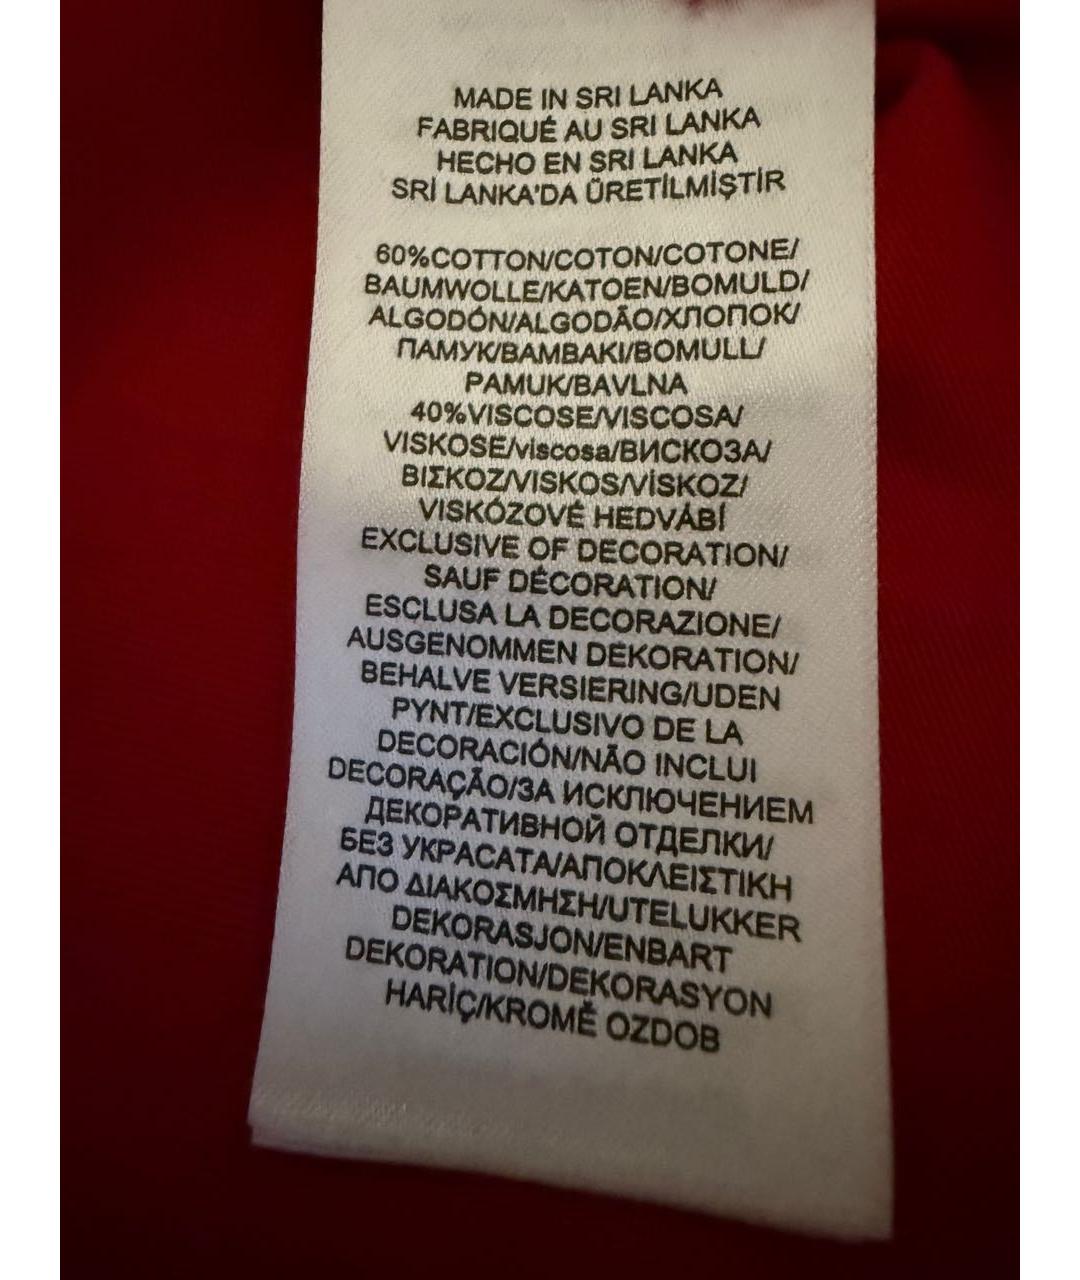 MADE IN SRI LANKA
FABRIQUÉ AU SRI LANKA
HECHO EN SRI LANKA
SRİ LANKA'DA ÜRETİLMİŞTİR
60%COTTON/COTON/COTONE/
BAUMWOLLE/KATOEN/BOMULD/
ALGODÓN/ALGODÃO/ХЛОПОК/
ПАМУК/BAMBAKI/BOMULL/
PAMUK/BAVLNA
40%VISCOSE/VISCOSA/
VISKOSE/viscosa/ВИСКОЗА/
ΒΙΣΚΟΖ/VISKOS/VİSKOZ/
VISKÓZOVÉ HEDVÁBÍ
EXCLUSIVE OF DECORATION/
SAUF DÉCORATION/
ESCLUSA LA DECORAZIONE/
AUSGENOMMEN DEKORATION/
BEHALVE VERSIERING/UDEN
PYNT/EXCLUSIVO DE LA
DECORACIÓN/NÃO INCLUI
DECORAÇÃO/ЗА ИСКЛЮЧЕНИЕМ
ДЕКОРАТИВНОЙ ОТДЕЛКИ/
БЕЗ УКРАСАТА/ΑΠΟΚΛΕΙΣΤΙΚΗ
ΑΠΟ ΔΙΑΚΟΣΜΗΣΗ/UTELUKKER
DEKORASJON/ENBART
DEKORATION/DEKORASYON
HARİÇ/KROMĚ OZDOB